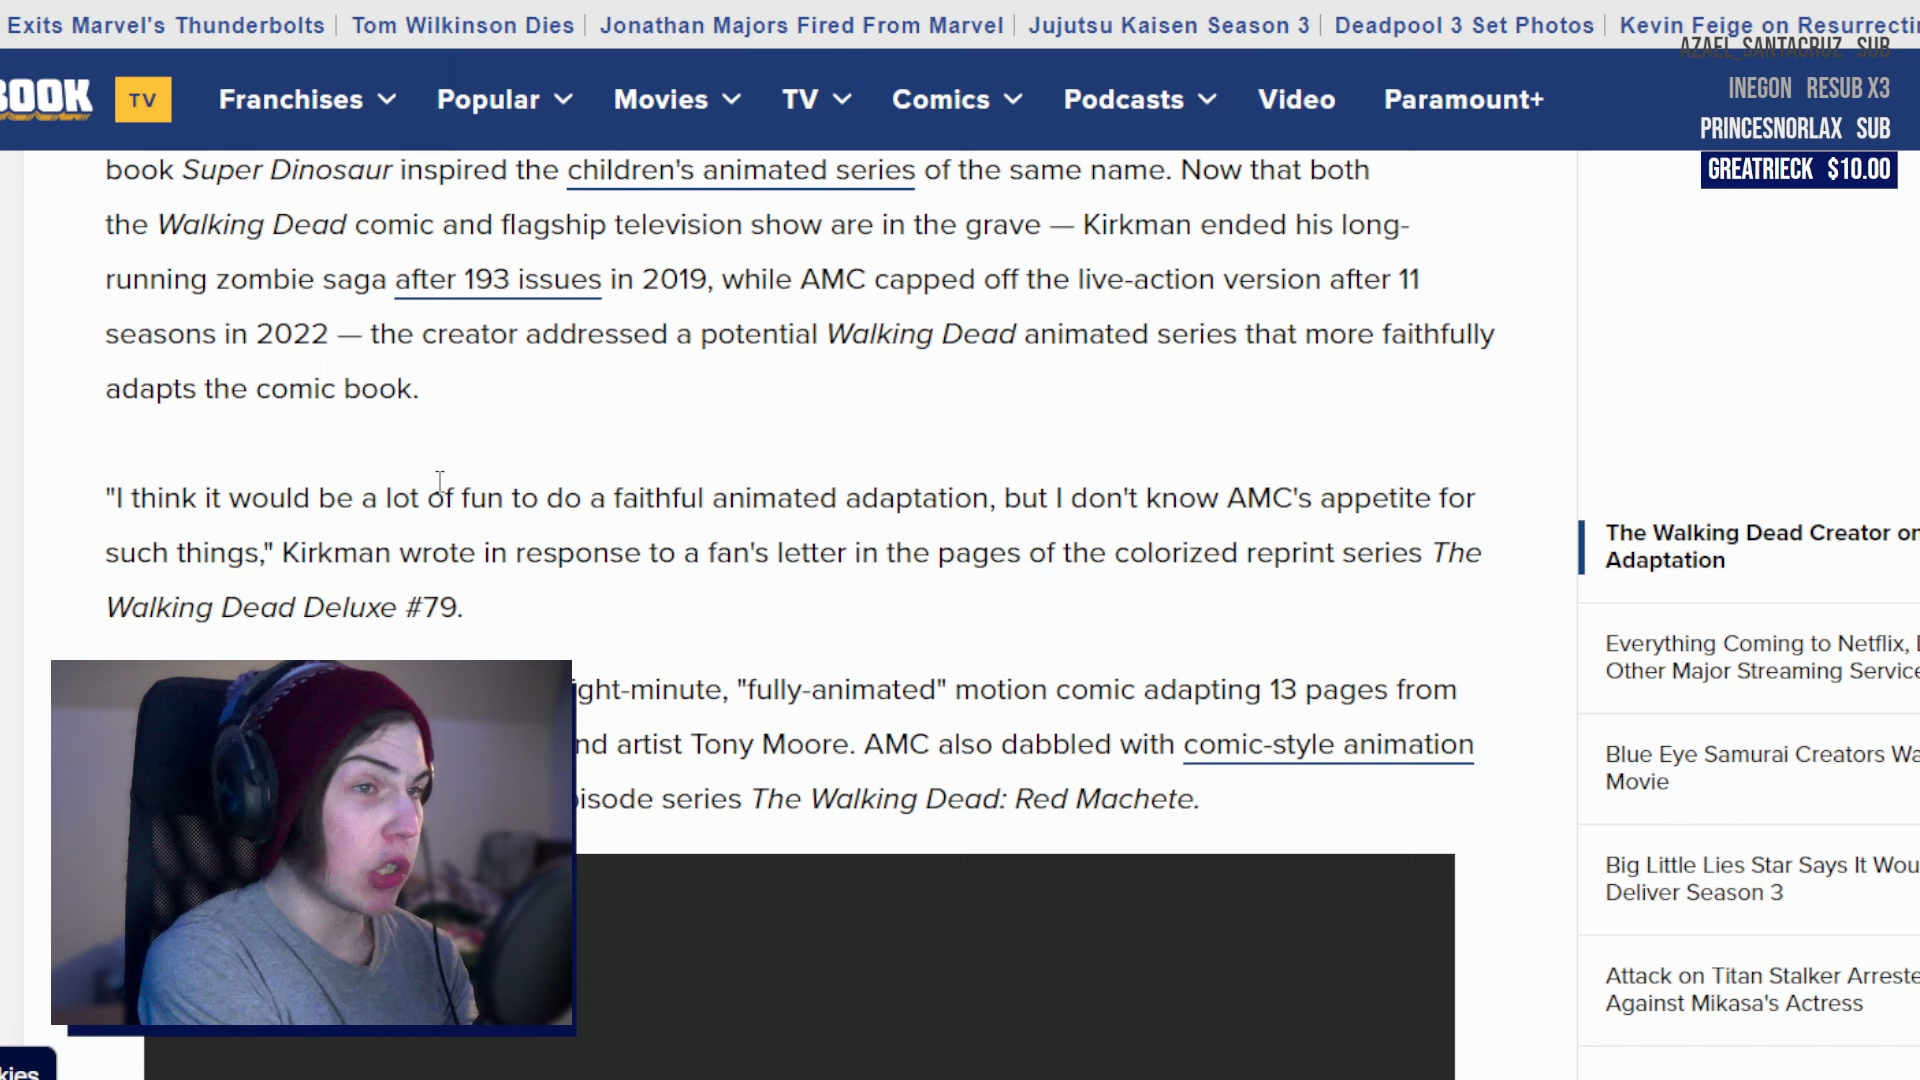 Exits Marvel's Thunderbolts | Tom Wilkinson Dies | Jonathan Majors Fired From Marvel | Jujutsu Kaisen Season 3 | Deadpool 3 Set Photos | Kevin Feige on
AZAEL_SANTACRUZ SUB
INEGON RESUB X3
PRINCESNORLAX SUB
GREATRIECK $10.00
BOOK TV Franchises Popular Movies TV Comics Podcasts Video Paramount+
book Super Dinosaur inspired the children's animated series of the same name. Now that both
the Walking Dead comic and flagship television show are in the grave — Kirkman ended his long-
running zombie saga after 193 issues in 2019, while AMC capped off the live-action version after 11
seasons in 2022 — the creator addressed a potential Walking Dead animated series that more faithfully
adapts the comic book.
"I think it would be a lot of fun to do a faithful animated adaptation, but I don't know AMC's appetite for
such things," Kirkman wrote in response to a fan's letter in the pages of the colorized reprint series The
Walking Dead Deluxe #79.
ght-minute, "fully-animated" motion comic adapting 13 pages from
nd artist Tony Moore. AMC also dabbled with comic-style animation
isode series The Walking Dead: Red Machete.
The Walking Dead Creator on
Adaptation
Everything Coming to Netflix,
Other Major Streaming Service
Blue Eye Samurai Creators
Movie
Big Little Lies Star Says It
Deliver Season 3
Attack on Titan Stalker
Against Mikasa's Actress
kies